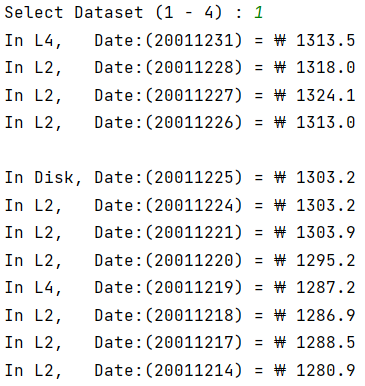 Select Dataset (1 - 4) : 1
In L4,   Date:(20011231) = ₩ 1313.5
In L2,   Date:(20011228) = ₩ 1318.0
In L2,   Date:(20011227) = ₩ 1324.1
In L2,   Date:(20011226) = ₩ 1313.0
In Disk, Date:(20011225) = ₩ 1303.2
In L2,   Date:(20011224) = ₩ 1303.2
In L2,   Date:(20011221) = ₩ 1303.9
In L2,   Date:(20011220) = ₩ 1295.2
In L4,   Date:(20011219) = ₩ 1287.2
In L2,   Date:(20011218) = ₩ 1286.9
In L2,   Date:(20011217) = ₩ 1288.5
In L2,   Date:(20011214) = ₩ 1280.9